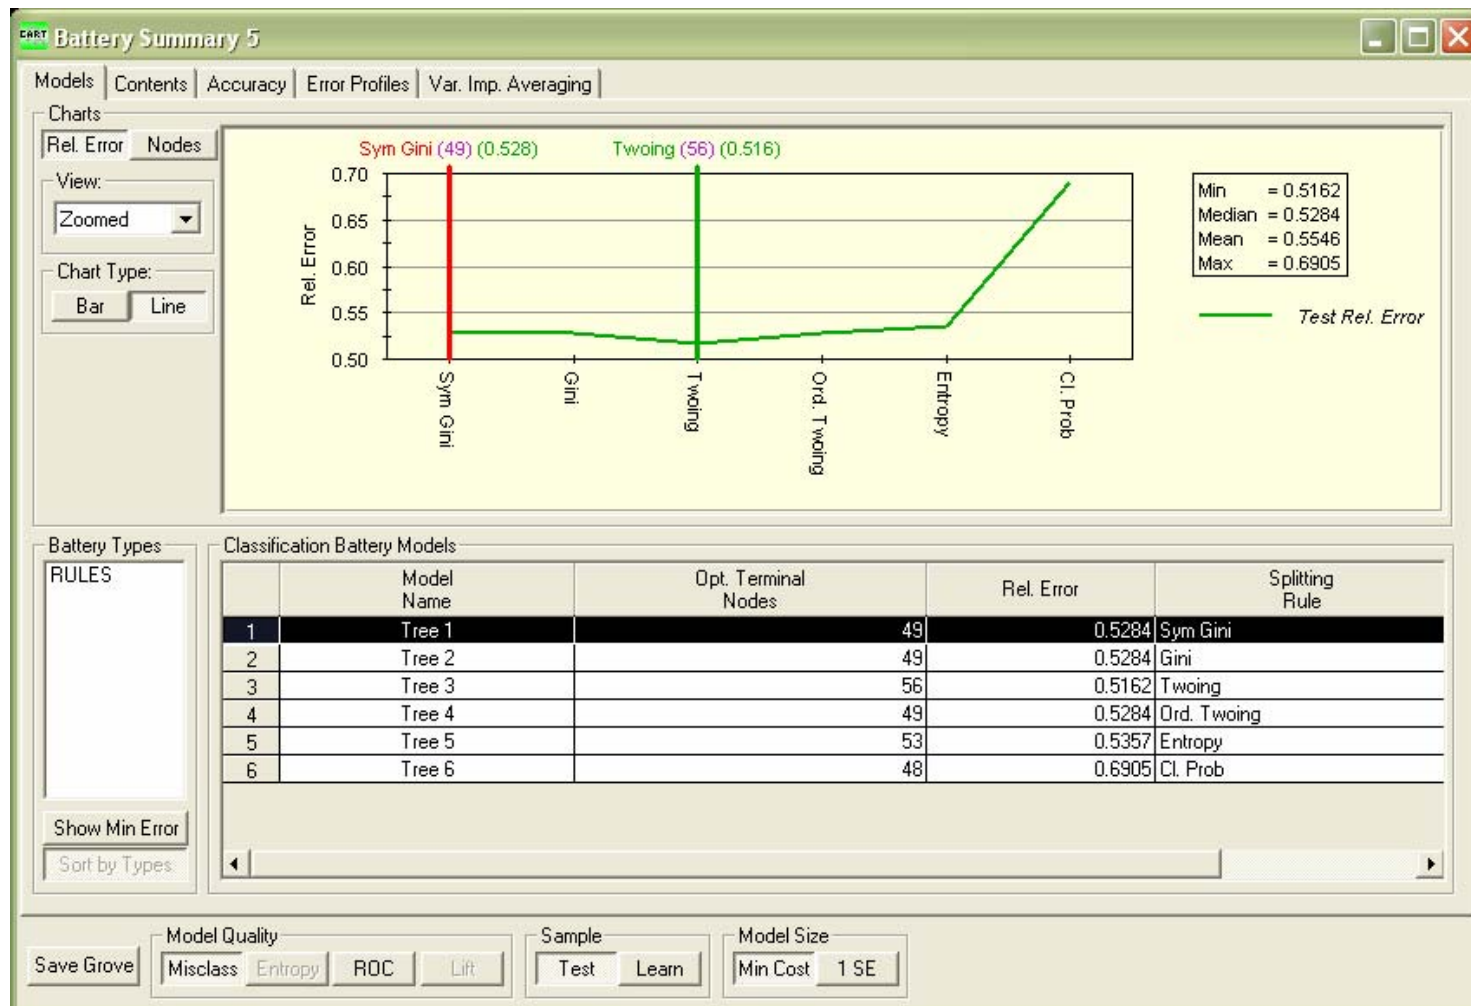 CART Battery Summary 5
Models Contents Accuracy Error Profiles Var. Imp. Averaging
Charts
Rel. Error Nodes
View:
Zoomed
Chart Type:
Bar Line
Sym Gini (49) (0.528) Twoing (56) (0.516)
Rel. Error
0.70
0.65
0.60
0.55
0.50
Sym Gini
Gini
Twoing
Ord. Twoing
Entropy
Cl. Prob
Min = 0.5162
Median = 0.5284
Mean = 0.5546
Max = 0.6905
Test Rel. Error
Battery Types
RULES
Show Min Error
Sort by Types
Classification Battery Models
Model Name Opt. Terminal Nodes Rel. Error Splitting Rule
1 Tree 1 49 0.5284 Sym Gini
2 Tree 2 49 0.5284 Gini
3 Tree 3 56 0.5162 Twoing
4 Tree 4 49 0.5284 Ord. Twoing
5 Tree 5 53 0.5357 Entropy
6 Tree 6 48 0.6905 Cl. Prob
Save Grove
Model Quality
Misclass Entropy ROC Lift
Sample
Test Learn
Model Size
Min Cost 1 SE